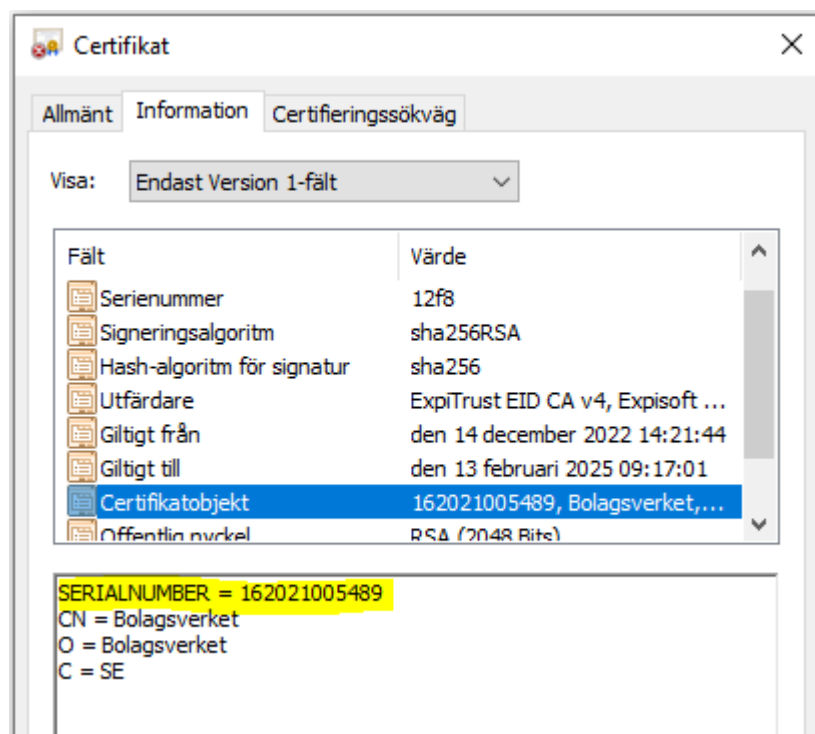 Certifikat
Allmänt Information Certifieringssökväg
Visa: Endast Version 1-fält
Fält Värde
Serienummer 12f8
Signeringsalgoritm sha256RSA
Hash-algoritm för signatur sha256
Utfärdare ExpiTrust EID CA v4, Expisoft ...
Giltigt från den 14 december 2022 14:21:44
Giltigt till den 13 februari 2025 09:17:01
Certifikatobjekt 162021005489, Bolagsverket,...
Offentlig nyckel RSA (2048 Bits)
SERIALNUMBER = 162021005489
CN = Bolagsverket
O = Bolagsverket
C = SE